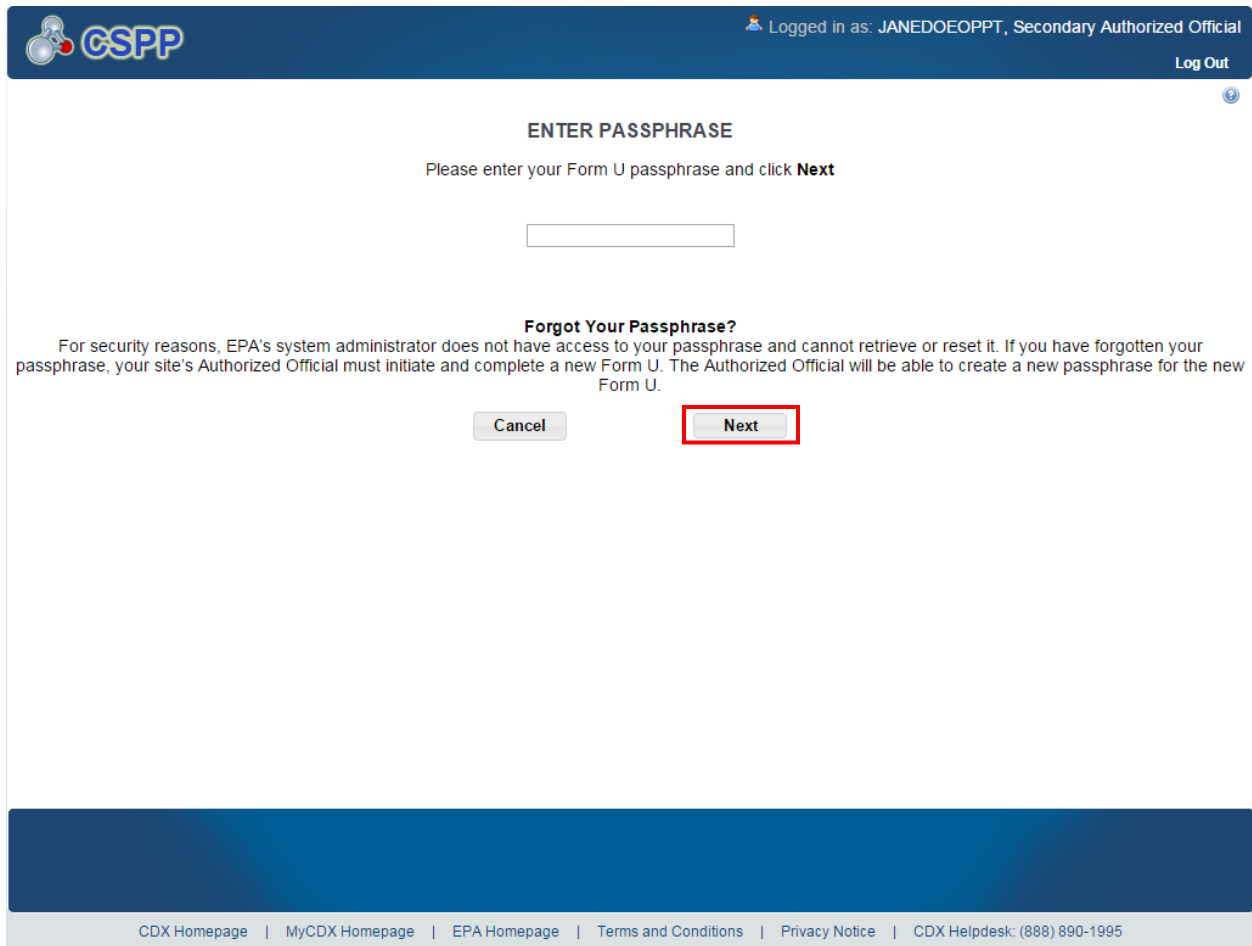 CSPP
Logged in as: JANEDOEOPPT, Secondary Authorized Official
Log Out
ENTER PASSPHRASE
Please enter your Form U passphrase and click Next
Forgot Your Passphrase?
For security reasons, EPA's system administrator does not have access to your passphrase and cannot retrieve or reset it. If you have forgotten your
passphrase, your site's Authorized Official must initiate and complete a new Form U. The Authorized Official will be able to create a new passphrase for the new
Form U.
Cancel Next
CDX Homepage | MyCDX Homepage | EPA Homepage | Terms and Conditions | Privacy Notice | CDX Helpdesk: (888) 890-1995